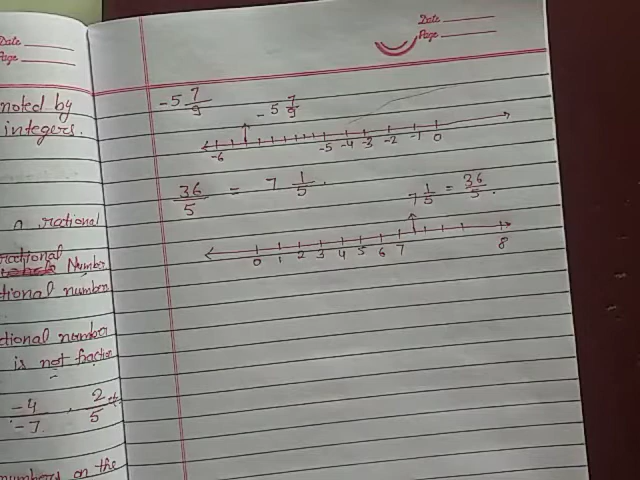 Date
Page
Date
Page
noted by
integers.
rational
rational
Number
tional number
tional number
is not fraction
-4/-7, 2/5
numbers on the
-5 7/9
-5 7/9
-6 -5 -4 -3 -2 -1 0
36/5 = 7 1/5.
7 1/5 = 36/5.
0 1 2 3 4 5 6 7 8